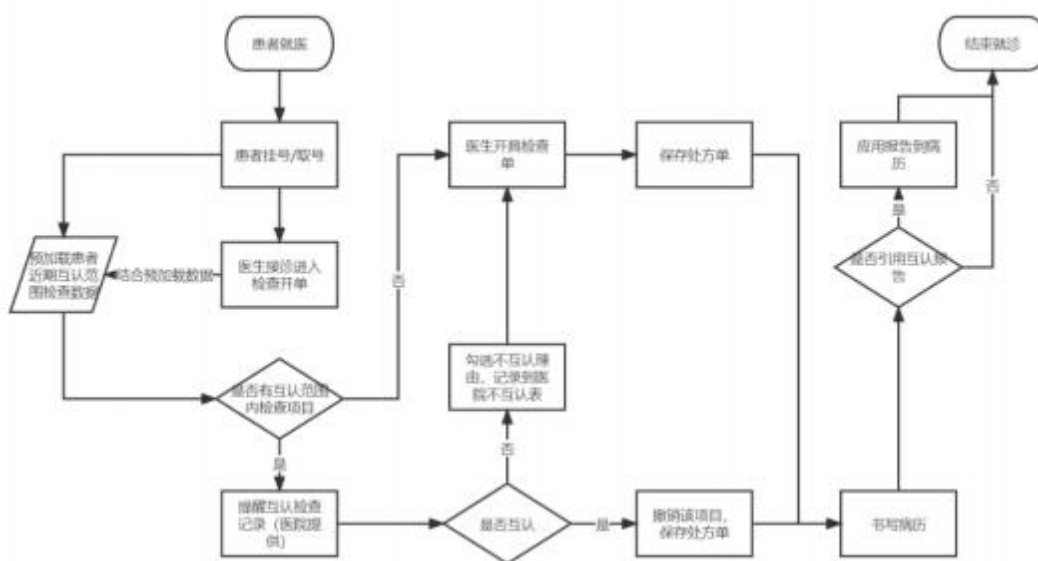 患者就医
结束就诊
患者挂号/取号
医生开具检查
单
保存处方单
应用报告到病
历
否
是
否
预加载患者
近期互认范
围检查数据
结合预加载数据
医生接诊进入
检查开单
是否引用互认报
告
勾选不互认理
由，记录到医
院不互认表
是否有互认范围
内检查项目
否
是
提醒互认检查
记录（医院提
供）
是否互认
是
撤销该项目，
保存处方单
书写病历